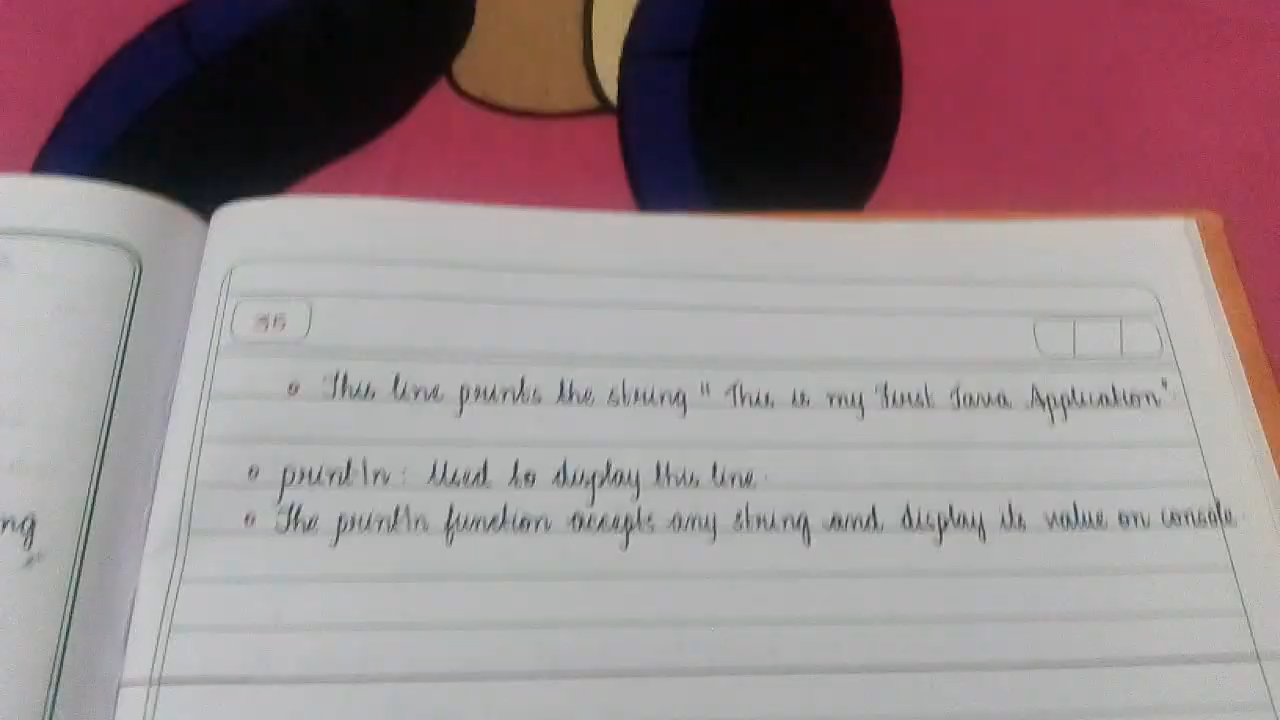 36
o This line prints the string " This is my First Java Application"
o println : Used to display this line.
o The println function accepts any string and display its value on console.
ng